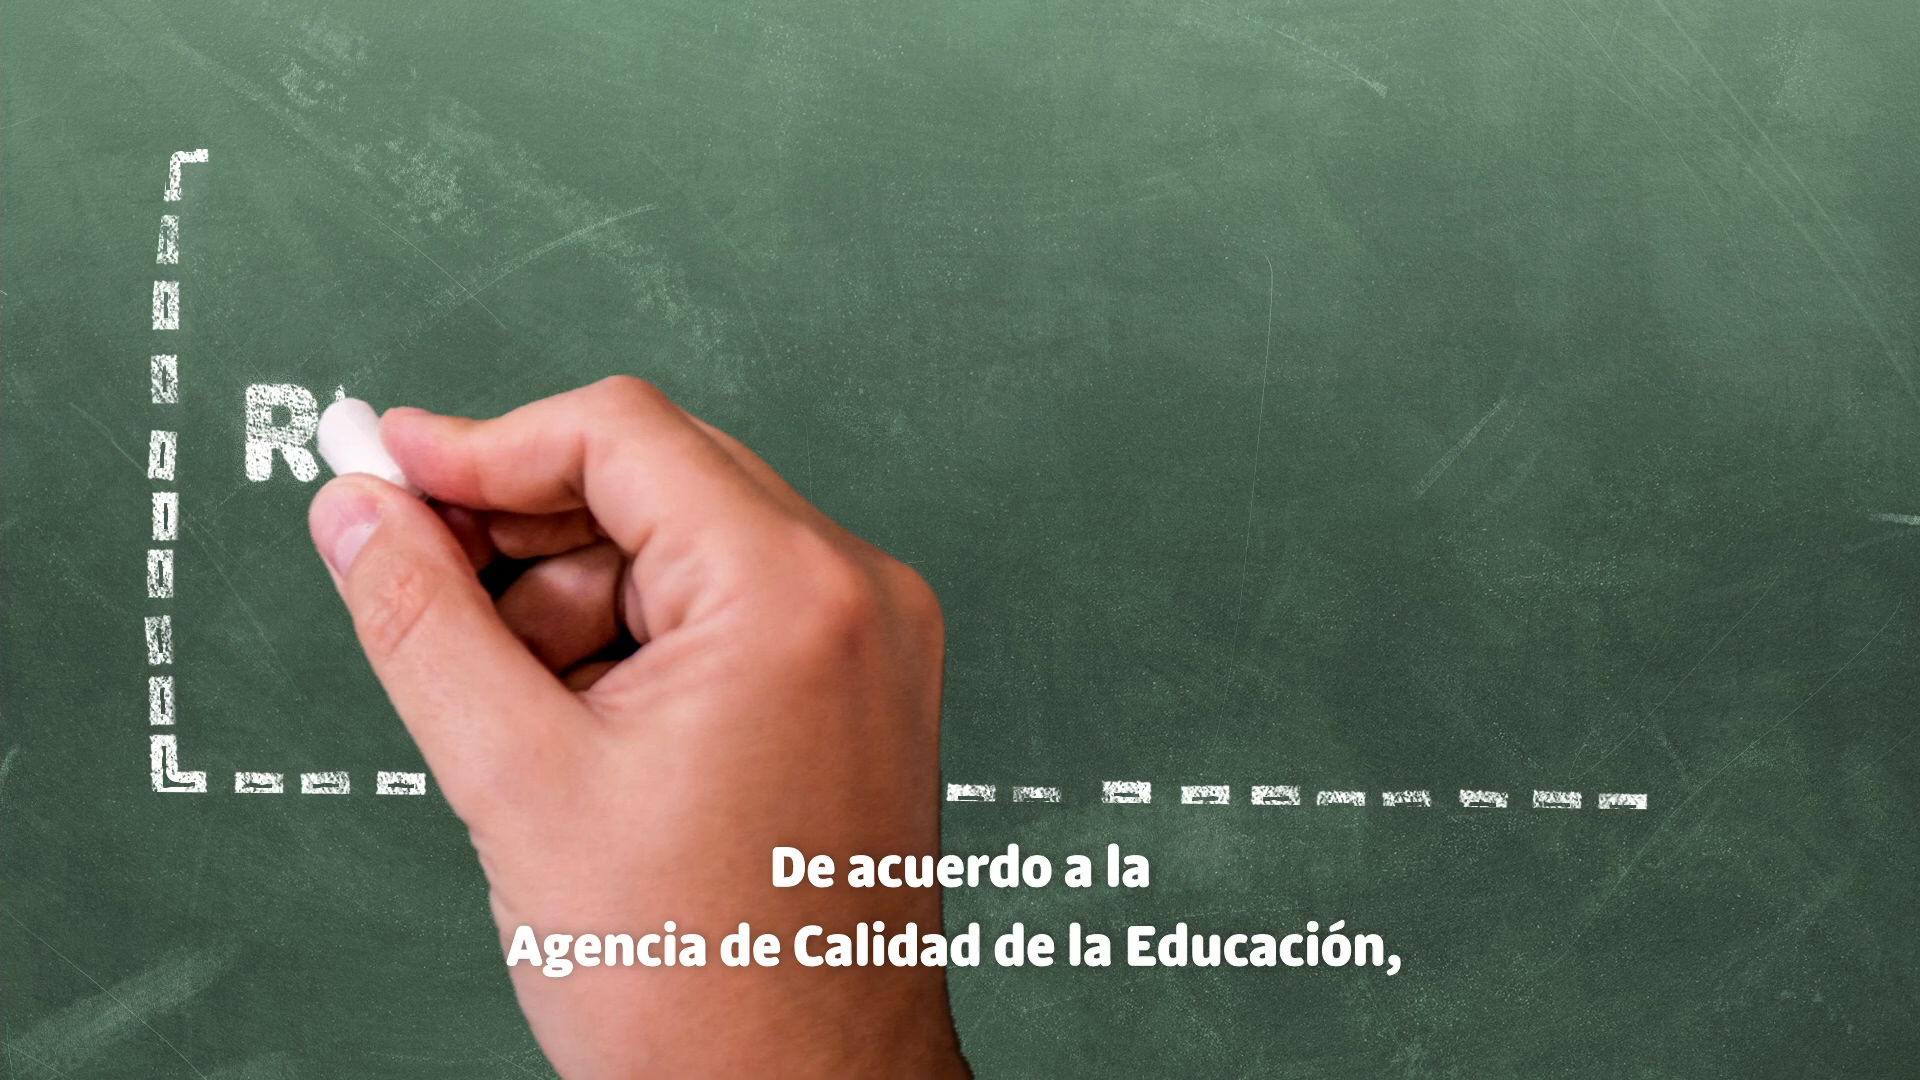 R
De acuerdo a la
Agencia de Calidad de la Educación,